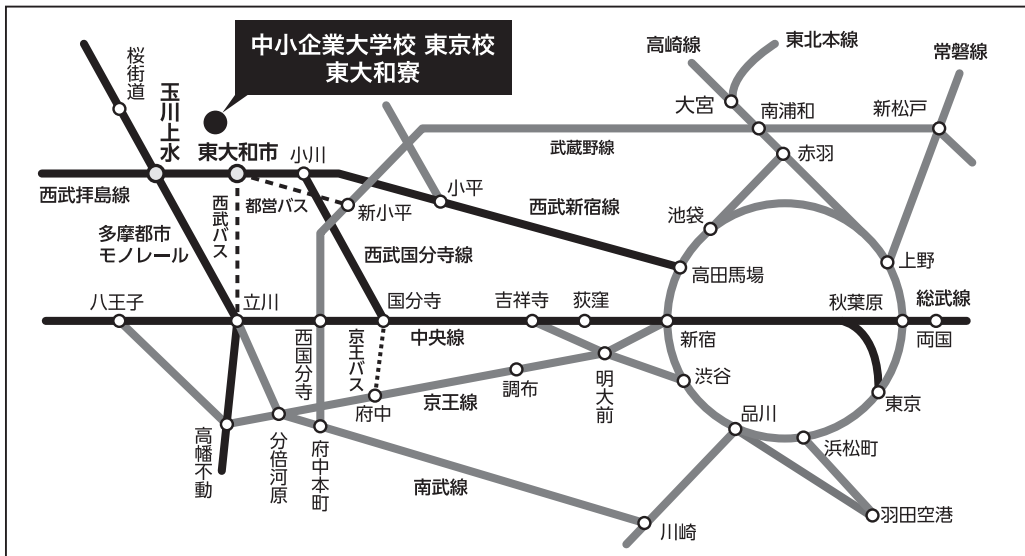 中小企業大学校 東京校
東大和寮
高崎線
東北本線
常磐線
桜街道
玉川上水
大宮
南浦和
新松戸
東大和市
小川
武蔵野線
赤羽
西武拝島線
西武バス
都営バス
新小平
小平
西武新宿線
池袋
多摩都市
モノレール
西武国分寺線
高田馬場
上野
八王子
立川
国分寺
吉祥寺
荻窪
秋葉原
総武線
西国分寺
京王バス
中央線
新宿
両国
府中
京王線
調布
明大前
渋谷
品川
東京
高幡不動
分倍河原
府中本町
浜松町
南武線
川崎
羽田空港